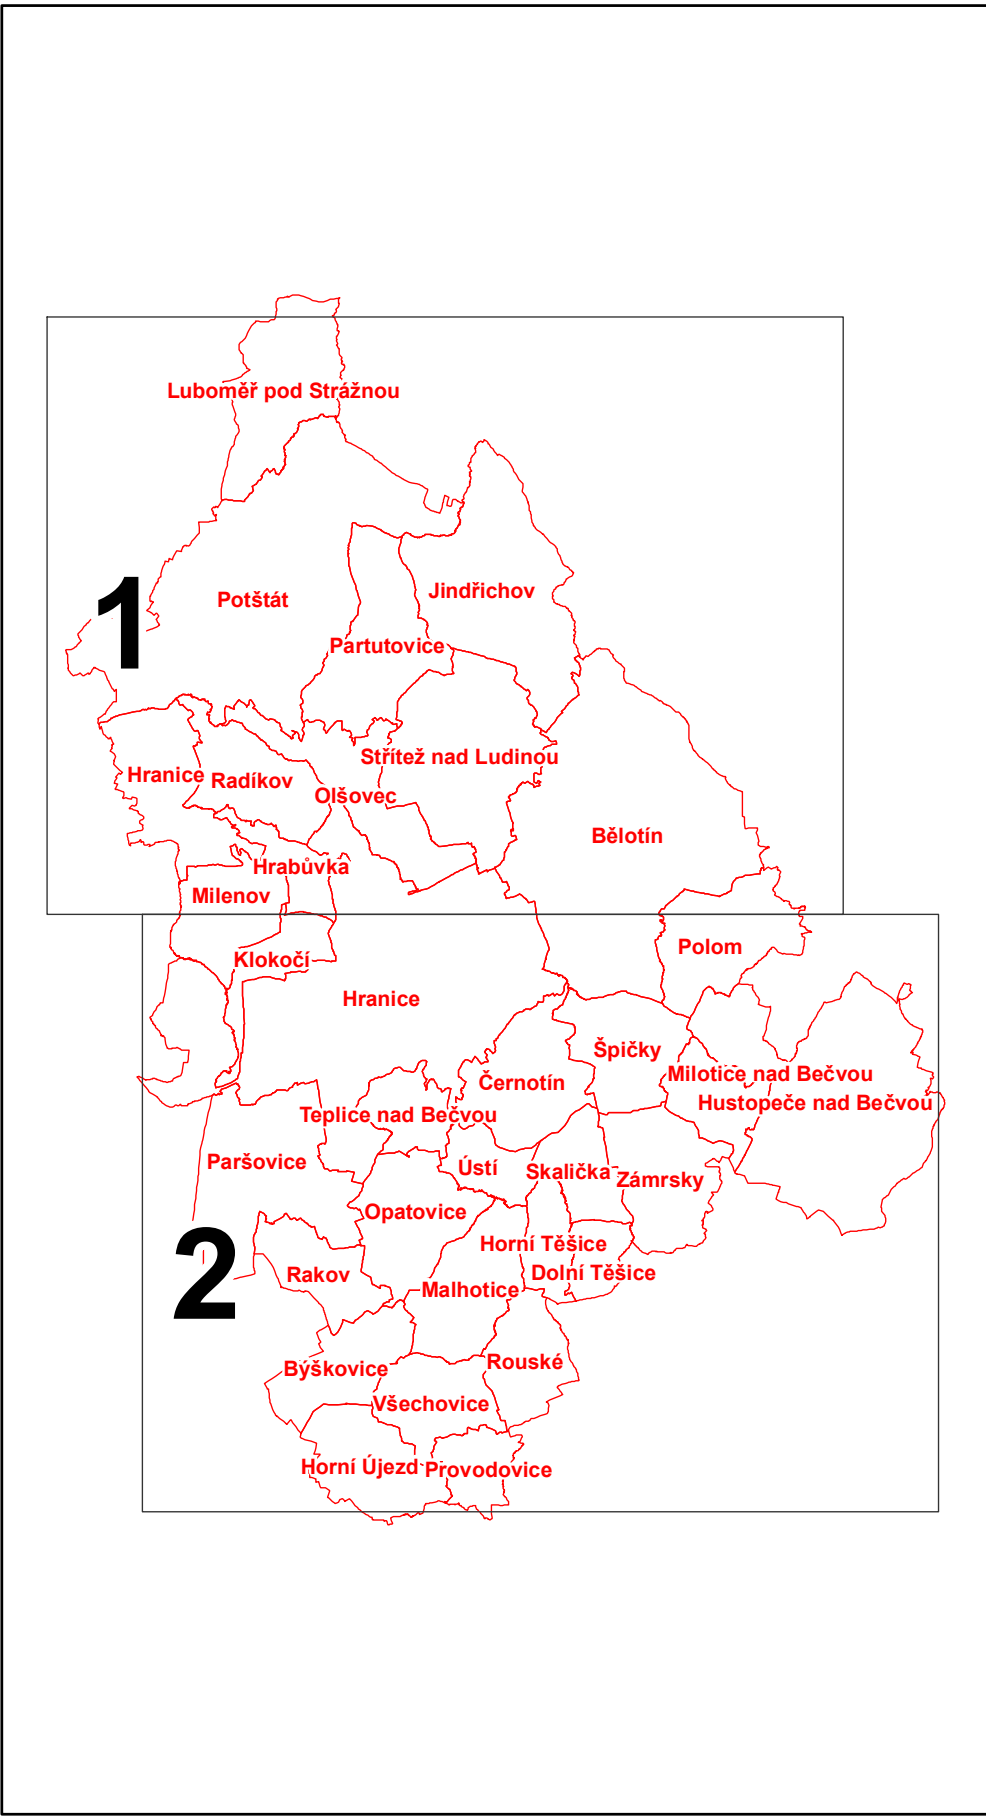 Luboměř pod Strážnou
1
Potštát
Jindřichov
Partutovice
Střítež nad Ludinou
Hranice
Radíkov
Olšovec
Bělotín
Hrabůvka
Milenov
Polom
Klokočí
Hranice
Špičky
Milotice nad Bečvou
Černotín
Hustopeče nad Bečvou
Teplice nad Bečvou
Paršovice
Ústí
Skalička
Zámrsky
Opatovice
2
Horní Těšice
Rakov
Dolní Těšice
Malhotice
Býškovice
Rouské
Všechovice
Horní Újezd
Provodovice